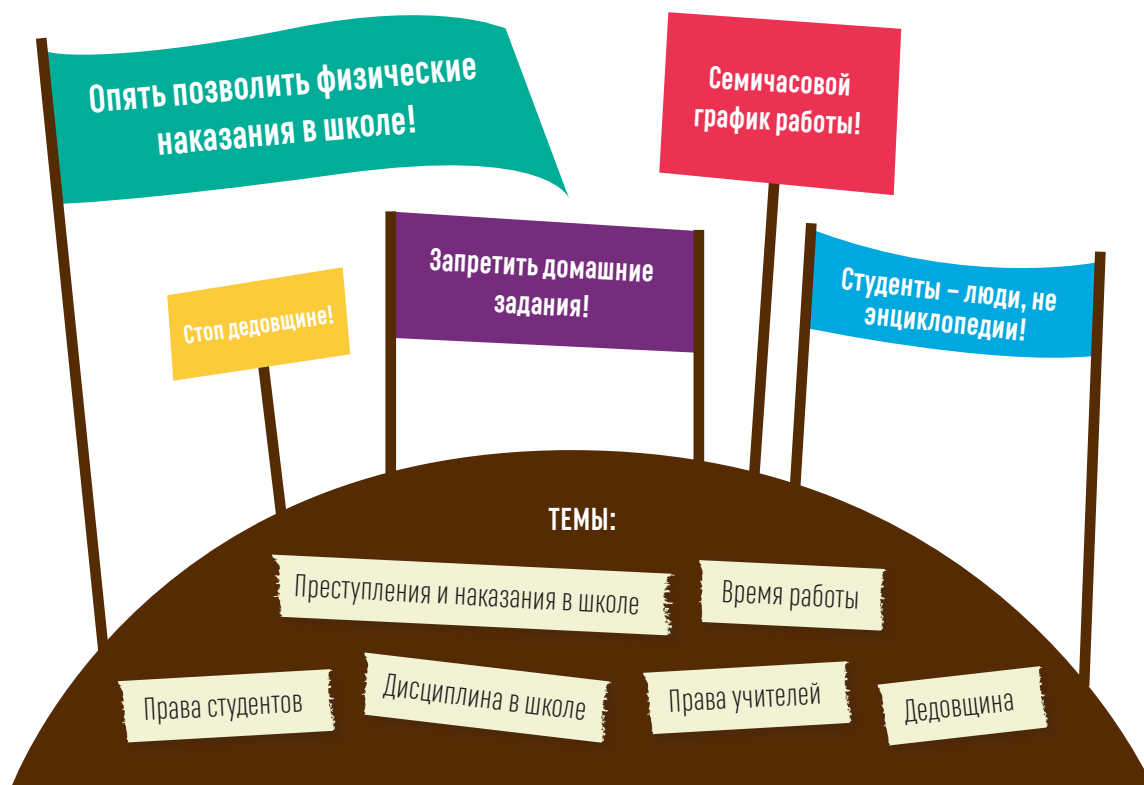 Опять позволить физические
наказания в школе!
Семичасовой
график работы!
Стоп дедовщине!
Запретить домашние
задания!
Студенты – люди, не
энциклопедии!
ТЕМЫ:
Преступления и наказания в школе
Время работы
Права студентов
Дисциплина в школе
Права учителей
Дедовщина